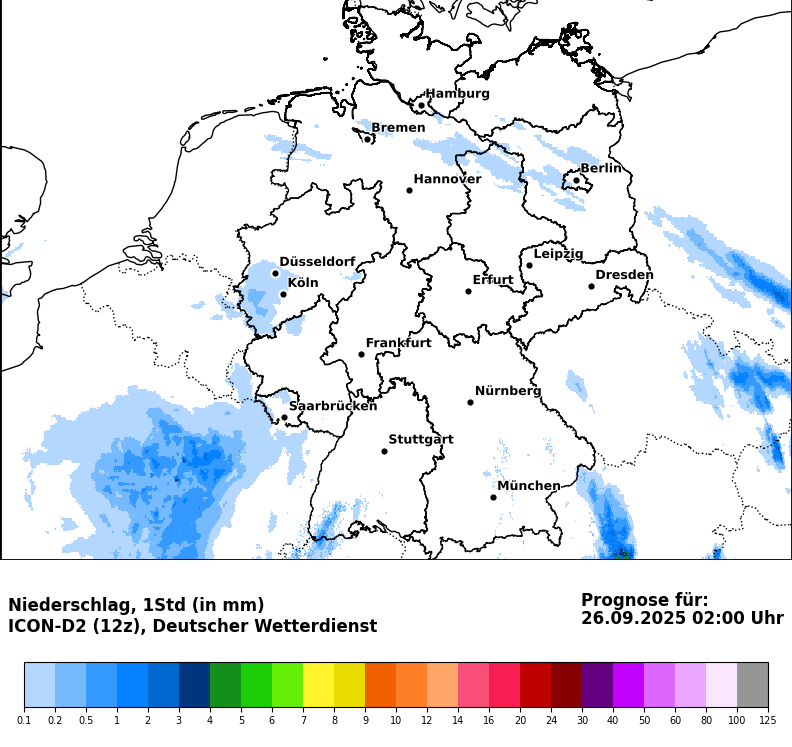 Hamburg
Bremen
Berlin
Hannover
Leipzig
Düsseldorf
Dresden
Köln
Erfurt
Frankfurt
Nürnberg
Saarbrücken
Stuttgart
München
Niederschlag, 1Std (in mm)
ICON-D2 (12z), Deutscher Wetterdienst
Prognose für:
26.09.2025 02:00 Uhr
0.1 0.2 0.5 1 2 3 4 5 6 7 8 9 10 12 14 16 20 24 30 40 50 60 80 100 125